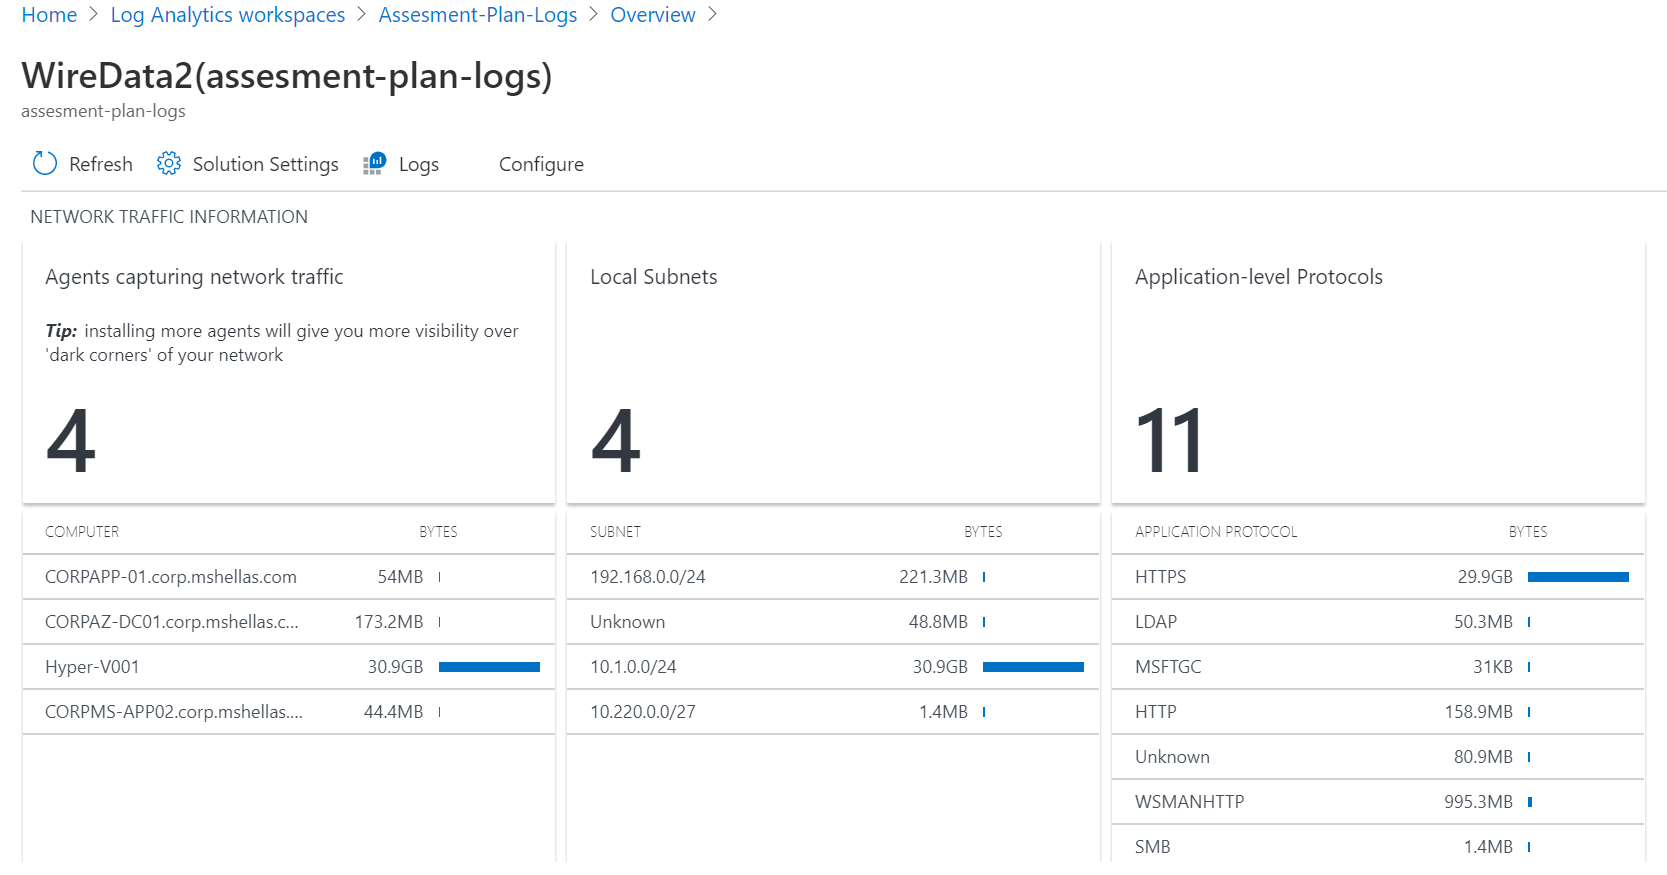 Home > Log Analytics workspaces > Assesment-Plan-Logs > Overview >
WireData2(assesment-plan-logs)
assesment-plan-logs
Refresh Solution Settings Logs Configure
NETWORK TRAFFIC INFORMATION
Agents capturing network traffic
Tip: installing more agents will give you more visibility over
'dark corners' of your network
4
COMPUTER BYTES
CORPAPP-01.corp.mshellas.com 54MB
CORPAZ-DC01.corp.mshellas.c... 173.2MB
Hyper-V001 30.9GB
CORPMS-APP02.corp.mshellas.... 44.4MB
Local Subnets
4
SUBNET BYTES
192.168.0.0/24 221.3MB
Unknown 48.8MB
10.1.0.0/24 30.9GB
10.220.0.0/27 1.4MB
Application-level Protocols
11
APPLICATION PROTOCOL BYTES
HTTPS 29.9GB
LDAP 50.3MB
MSFTGC 31KB
HTTP 158.9MB
Unknown 80.9MB
WSMANHTTP 995.3MB
SMB 1.4MB